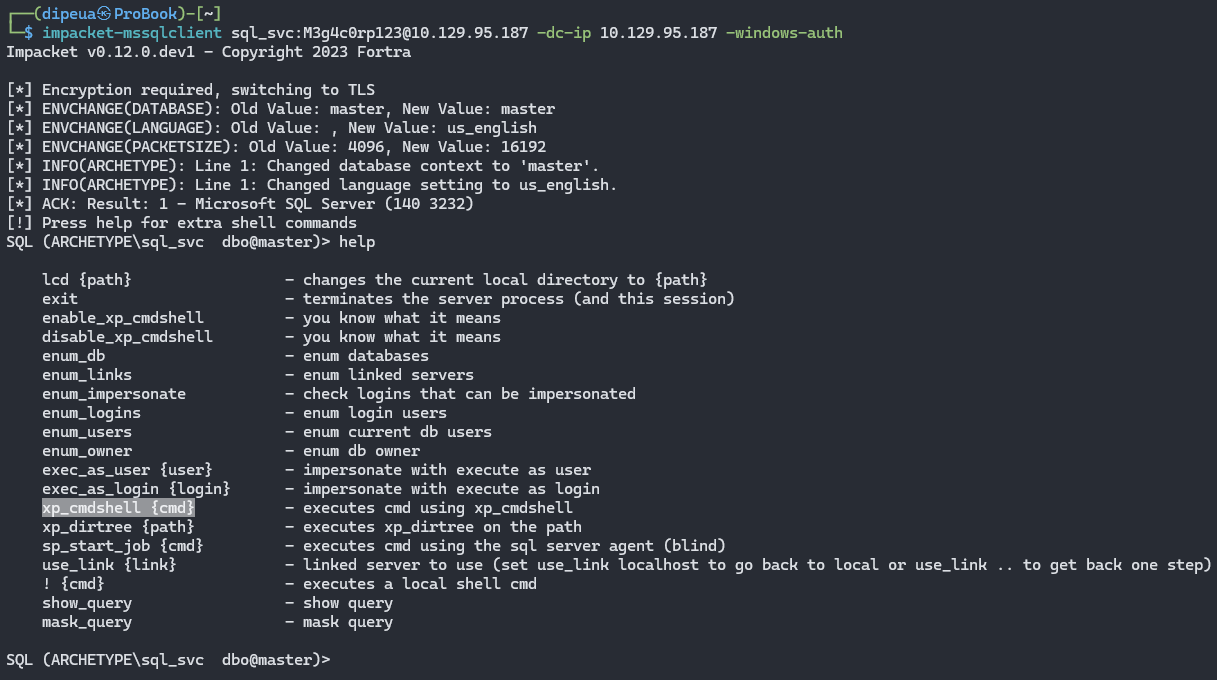 ┌──(dipeua㉿ProBook)-[~]
└─$ impacket-mssqlclient sql_svc:M3g4c0rp123@10.129.95.187 -dc-ip 10.129.95.187 -windows-auth
Impacket v0.12.0.dev1 - Copyright 2023 Fortra

[*] Encryption required, switching to TLS
[*] ENVCHANGE(DATABASE): Old Value: master, New Value: master
[*] ENVCHANGE(LANGUAGE): Old Value: , New Value: us_english
[*] ENVCHANGE(PACKETSIZE): Old Value: 4096, New Value: 16192
[*] INFO(ARCHETYPE): Line 1: Changed database context to 'master'.
[*] INFO(ARCHETYPE): Line 1: Changed language setting to us_english.
[*] ACK: Result: 1 - Microsoft SQL Server (140 3232)
[!] Press help for extra shell commands
SQL (ARCHETYPE\sql_svc  dbo@master)> help

    lcd {path}                 - changes the current local directory to {path}
    exit                       - terminates the server process (and this session)
    enable_xp_cmdshell         - you know what it means
    disable_xp_cmdshell        - you know what it means
    enum_db                    - enum databases
    enum_links                 - enum linked servers
    enum_impersonate           - check logins that can be impersonated
    enum_logins                - enum login users
    enum_users                 - enum current db users
    enum_owner                 - enum db owner
    exec_as_user {user}        - impersonate with execute as user
    exec_as_login {login}      - impersonate with execute as login
    xp_cmdshell {cmd}          - executes cmd using xp_cmdshell
    xp_dirtree {path}          - executes xp_dirtree on the path
    sp_start_job {cmd}         - executes cmd using the sql server agent (blind)
    use_link {link}            - linked server to use (set use_link localhost to go back to local or use_link .. to get back one step)
    ! {cmd}                    - executes a local shell cmd
    show_query                 - show query
    mask_query                 - mask query

SQL (ARCHETYPE\sql_svc  dbo@master)>